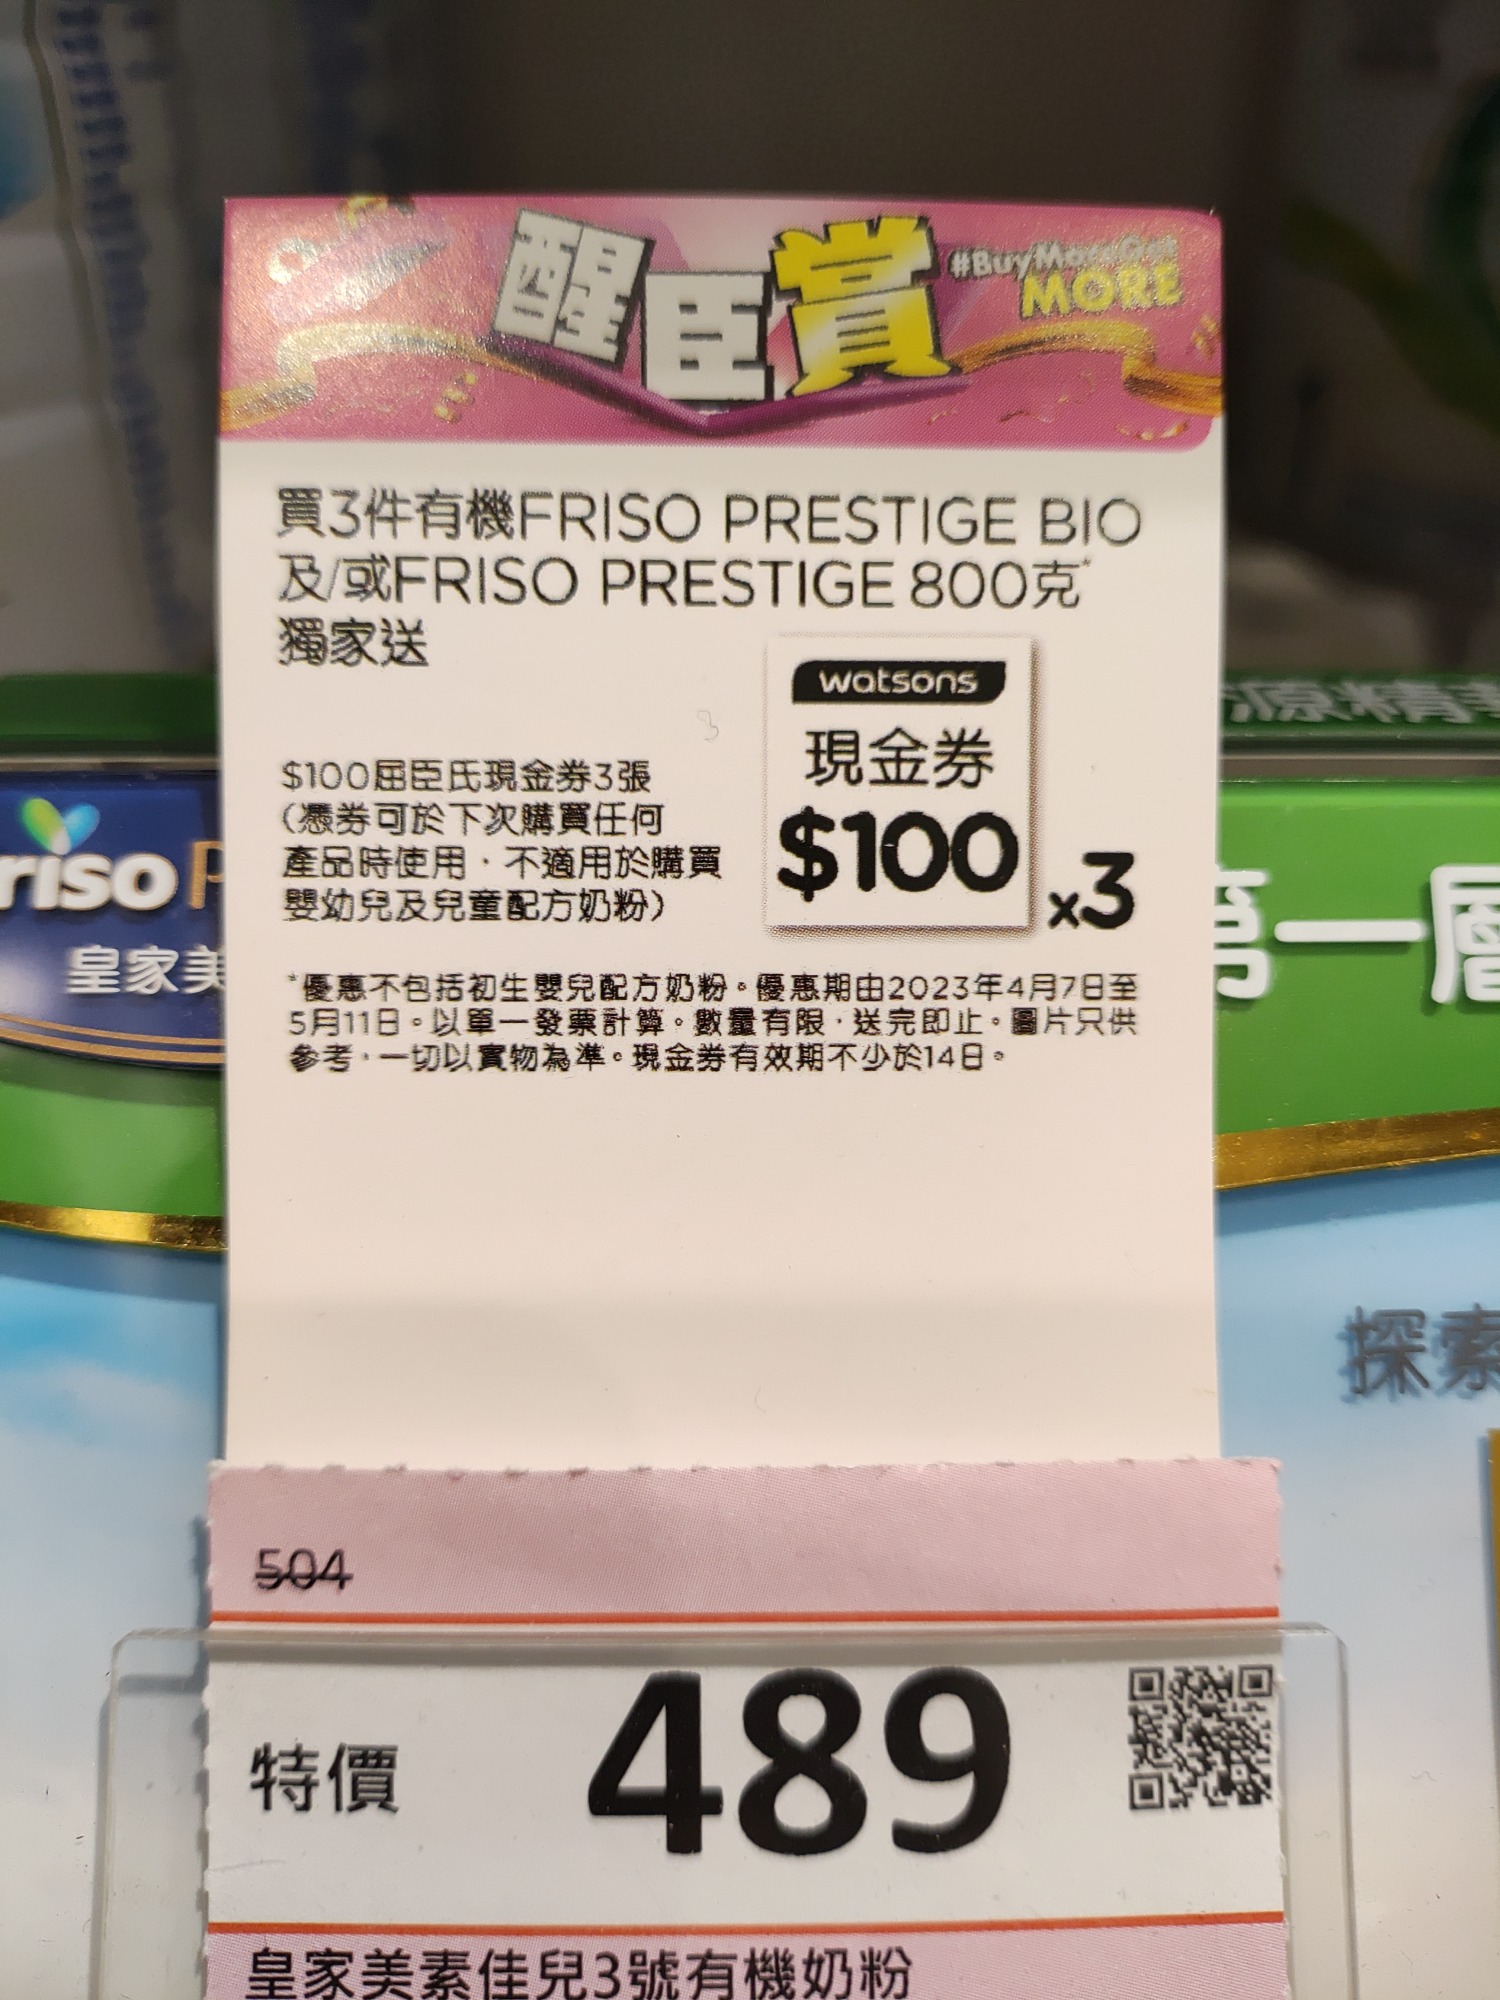 醒臣賞
#BuyMoreGet
MORE
買3件有機FRISO PRESTIGE BIO
及/或FRISO PRESTIGE 800克*
獨家送
watsons
現金券
$100 x3
$100屈臣氏現金券3張
(憑券可於下次購買任何
產品時使用，不適用於購買
嬰幼兒及兒童配方奶粉)
*優惠不包括初生嬰兒配方奶粉。優惠期由2023年4月7日至
5月11日。以單一發票計算。數量有限，送完即止。圖片只供
參考，一切以實物為準。現金券有效期不少於14日。
riso P
皇家美
源精
第一層
探索
504
特價 489
皇家美素佳兒3號有機奶粉